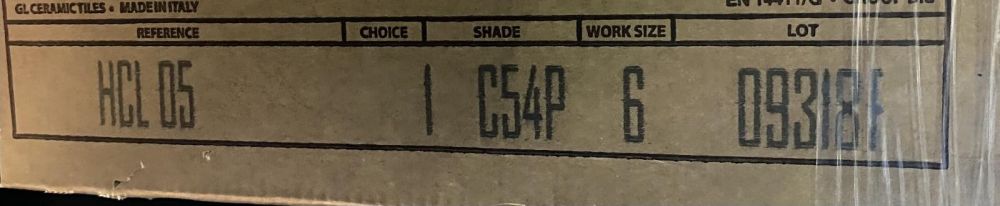 GL CERAMIC TILES • MADE IN ITALY
REFERENCE CHOICE SHADE WORK SIZE LOT
HCL 05 1 C54P 6 09318F